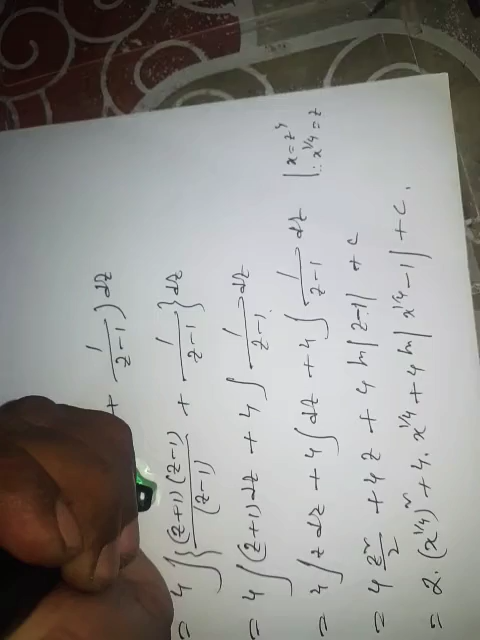 + 1/(z-1)) dz
= 4∫{(z+1)(z-1)/(z-1) + 1/(z-1)} dz
= 4∫(z+1)dz + 4∫ 1/(z-1) dz
= 4∫z dz + 4∫dz + 4∫ 1/(z-1) dz | x = z⁴ ∴ x^1/4 = z
= 4 z²/2 + 4z + 4 ln|z-1| + c
= 2.(x^1/4)² + 4.x^1/4 + 4 ln|x^1/4 - 1| + c.